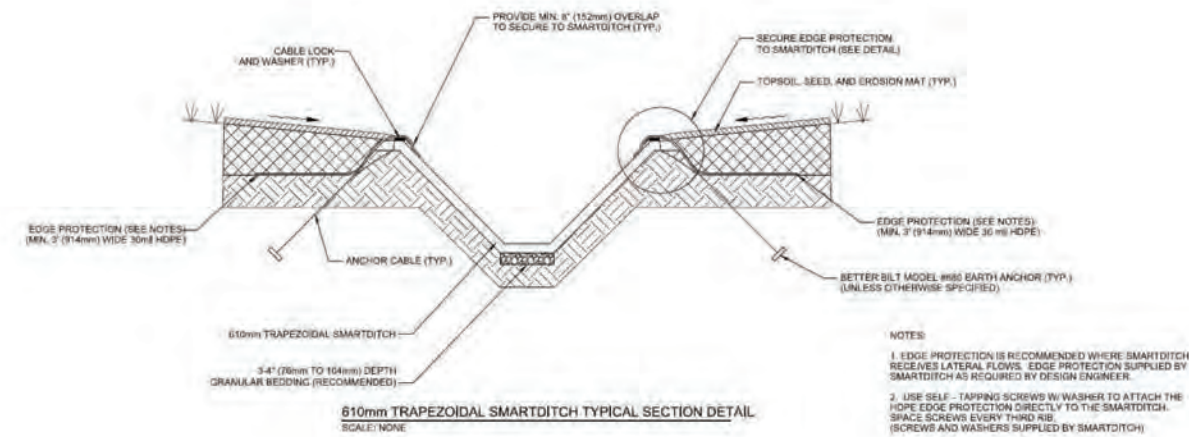 PROVIDE MIN. 6" (152mm) OVERLAP
TO SECURE TO SMARTDITCH (TYP.)
CABLE LOCK
AND WASHER (TYP.)
SECURE EDGE PROTECTION
TO SMARTDITCH (SEE DETAIL)
TOPSOIL, SEED, AND EROSION MAT (TYP.)
EDGE PROTECTION (SEE NOTES)
(MIN. 3' (914mm) WIDE 30mil HDPE)
ANCHOR CABLE (TYP.)
EDGE PROTECTION (SEE NOTES)
(MIN. 3' (914mm) WIDE 30 mil HDPE)
BETTER BILT MODEL #680 EARTH ANCHOR (TYP.)
(UNLESS OTHERWISE SPECIFIED)
610mm TRAPEZOIDAL SMARTDITCH
3-4" (76mm TO 104mm) DEPTH
GRANULAR BEDDING (RECOMMENDED)
610mm TRAPEZOIDAL SMARTDITCH TYPICAL SECTION DETAIL
SCALE: NONE
NOTES:
1. EDGE PROTECTION IS RECOMMENDED WHERE SMARTDITCH
RECEIVES LATERAL FLOWS. EDGE PROTECTION SUPPLIED BY
SMARTDITCH AS REQUIRED BY DESIGN ENGINEER.
2. USE SELF - TAPPING SCREWS W/ WASHER TO ATTACH THE
HDPE EDGE PROTECTION DIRECTLY TO THE SMARTDITCH.
SPACE SCREWS EVERY THIRD RIB.
(SCREWS AND WASHERS SUPPLIED BY SMARTDITCH)